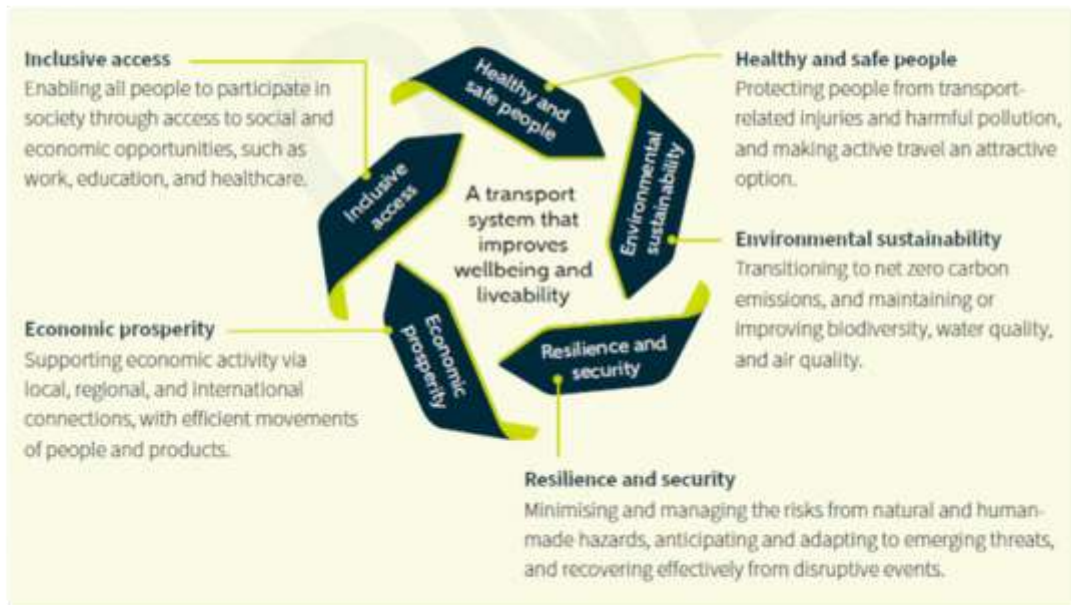 Inclusive access
Enabling all people to participate in
society through access to social and
economic opportunities, such as
work, education, and healthcare.
Healthy and
safe people
Healthy and safe people
Protecting people from transport-
related injuries and harmful pollution,
and making active travel an attractive
option.
Inclusive
access
A transport
system that
improves
wellbeing and
liveability
Environmental
sustainability
Environmental sustainability
Transitioning to net zero carbon
emissions, and maintaining or
improving biodiversity, water quality,
and air quality.
Economic prosperity
Supporting economic activity via
local, regional, and international
connections, with efficient movements
of people and products.
Economic
prosperity
Resilience and
security
Resilience and security
Minimising and managing the risks from natural and human-
made hazards, anticipating and adapting to emerging threats,
and recovering effectively from disruptive events.